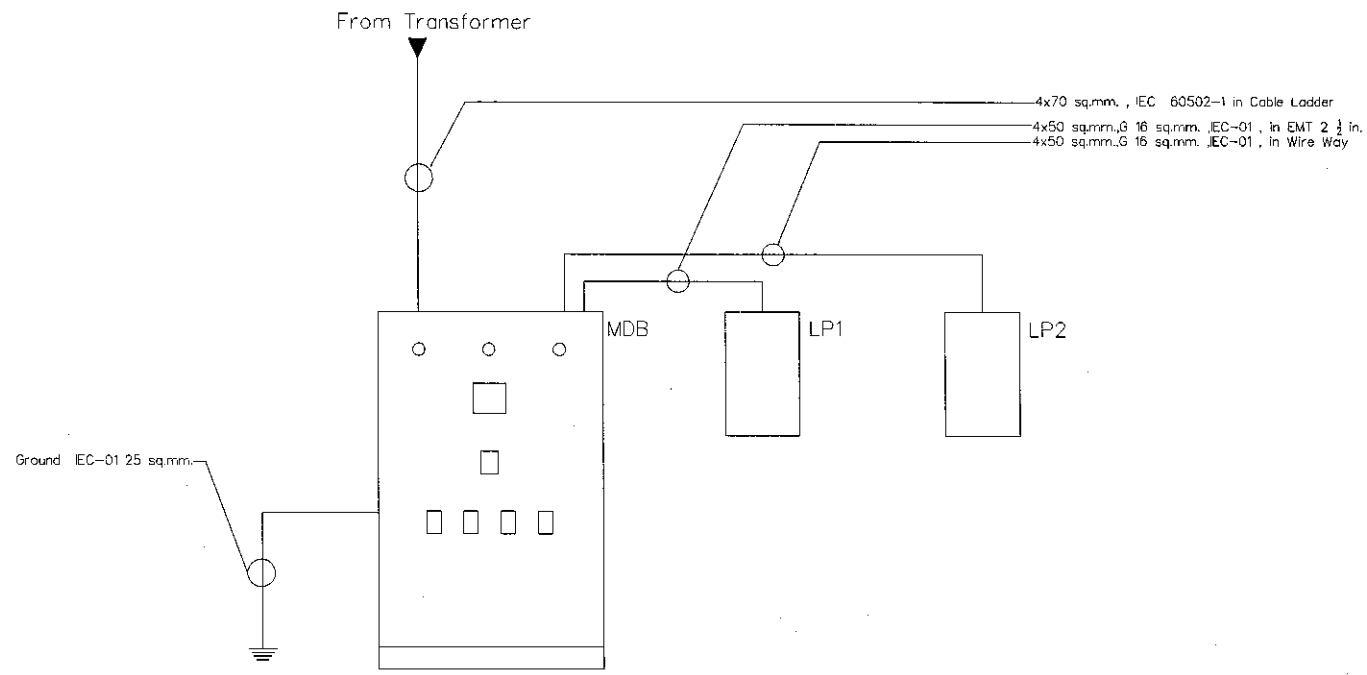 From Transformer
4x70 sq.mm. , IEC 60502-1 in Cable Ladder
4x50 sq.mm.,G 16 sq.mm. ,IEC-01 , in EMT 2 ½ in.
4x50 sq.mm.,G 16 sq.mm. ,IEC-01 , in Wire Way
MDB
LP1
LP2
Ground IEC-01 25 sq.mm.